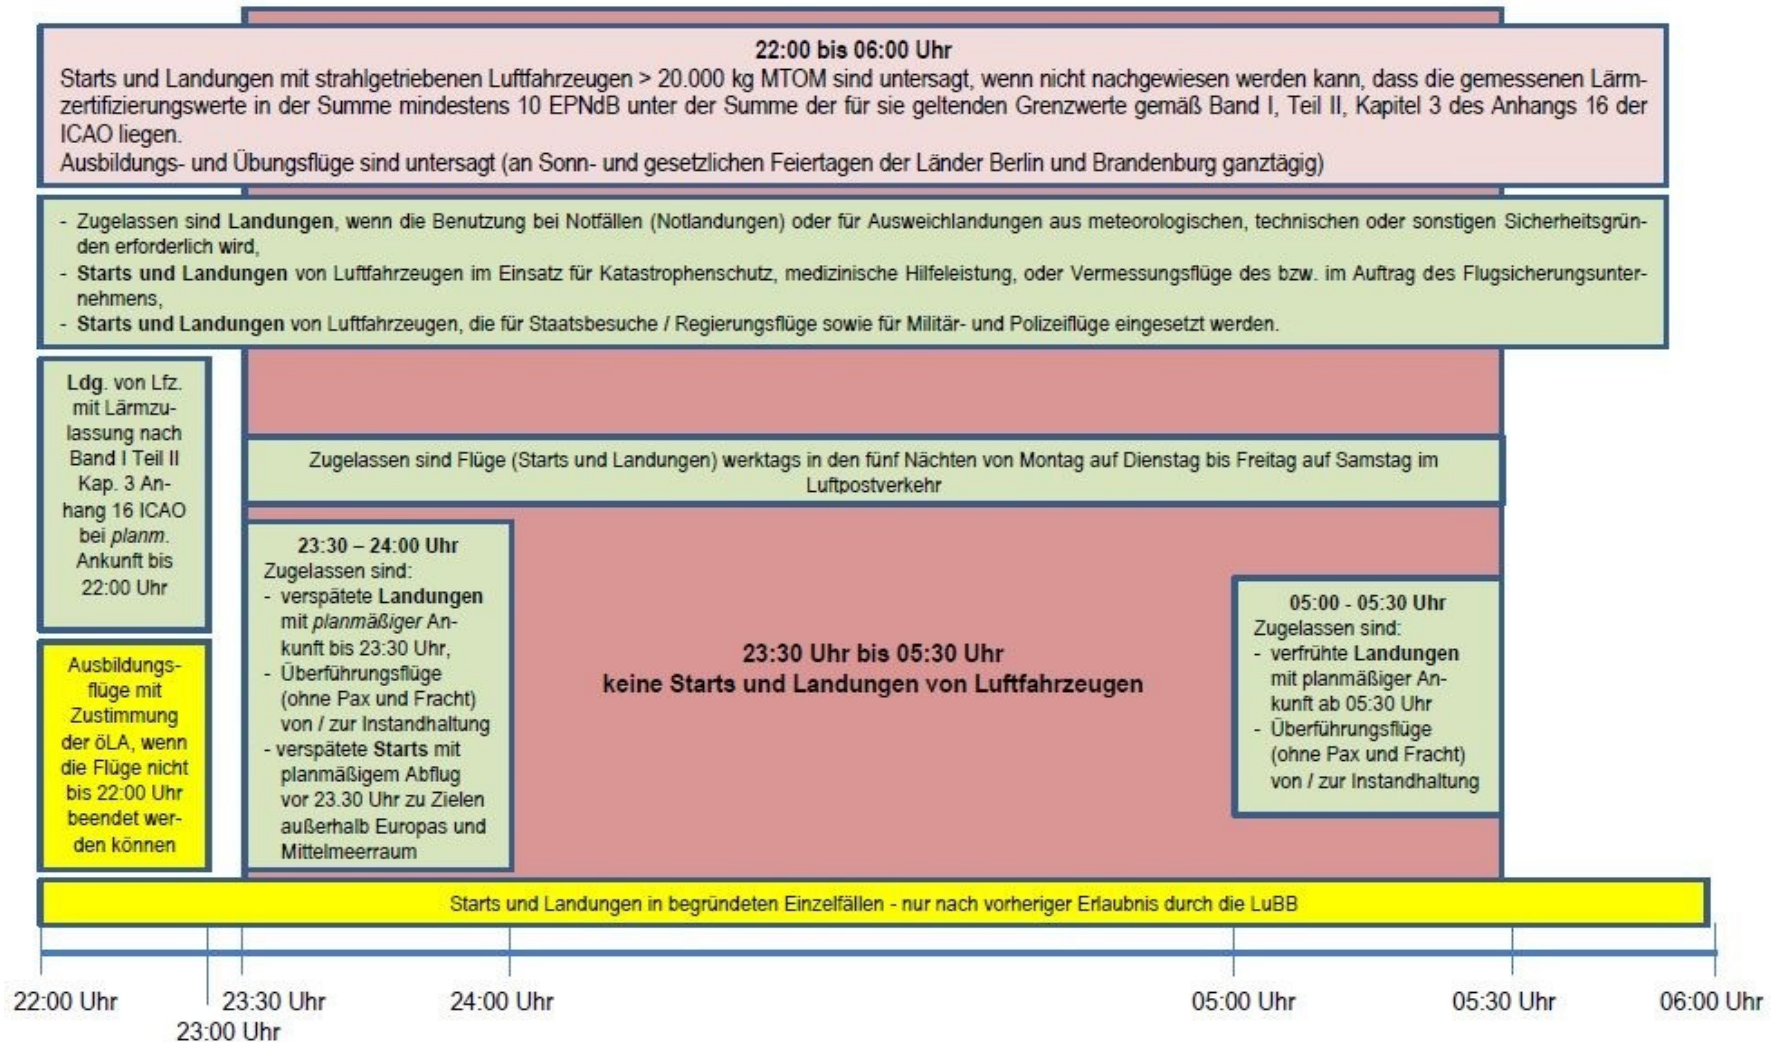 22:00 bis 06:00 Uhr
Starts und Landungen mit strahlgetriebenen Luftfahrzeugen > 20.000 kg MTOM sind untersagt, wenn nicht nachgewiesen werden kann, dass die gemessenen Lärm-
zertifizierungswerte in der Summe mindestens 10 EPNdB unter der Summe der für sie geltenden Grenzwerte gemäß Band I, Teil II, Kapitel 3 des Anhangs 16 der
ICAO liegen.
Ausbildungs- und Übungsflüge sind untersagt (an Sonn- und gesetzlichen Feiertagen der Länder Berlin und Brandenburg ganztägig)
- Zugelassen sind Landungen, wenn die Benutzung bei Notfällen (Notlandungen) oder für Ausweichlandungen aus meteorologischen, technischen oder sonstigen Sicherheitsgrün-
den erforderlich wird,
- Starts und Landungen von Luftfahrzeugen im Einsatz für Katastrophenschutz, medizinische Hilfeleistung, oder Vermessungsflüge des bzw. im Auftrag des Flugsicherungsunter-
nehmens,
- Starts und Landungen von Luftfahrzeugen, die für Staatsbesuche / Regierungsflüge sowie für Militär- und Polizeiflüge eingesetzt werden.
Ldg. von Lfz.
mit Lärmzu-
lassung nach
Band I Teil II
Kap. 3 An-
hang 16 ICAO
bei planm.
Ankunft bis
22:00 Uhr
Zugelassen sind Flüge (Starts und Landungen) werktags in den fünf Nächten von Montag auf Dienstag bis Freitag auf Samstag im
Luftpostverkehr
Ausbildungs-
flüge mit
Zustimmung
der öLA, wenn
die Flüge nicht
bis 22:00 Uhr
beendet wer-
den können
23:30 – 24:00 Uhr
Zugelassen sind:
- verspätete Landungen
mit planmäßiger An-
kunft bis 23:30 Uhr,
- Überführungsflüge
(ohne Pax und Fracht)
von / zur Instandhaltung
- verspätete Starts mit
planmäßigem Abflug
vor 23.30 Uhr zu Zielen
außerhalb Europas und
Mittelmeerraum
23:30 Uhr bis 05:30 Uhr
keine Starts und Landungen von Luftfahrzeugen
05:00 - 05:30 Uhr
Zugelassen sind:
- verfrühte Landungen
mit planmäßiger An-
kunft ab 05:30 Uhr
- Überführungsflüge
(ohne Pax und Fracht)
von / zur Instandhaltung
Starts und Landungen in begründeten Einzelfällen - nur nach vorheriger Erlaubnis durch die LuBB
22:00 Uhr
23:00 Uhr
23:30 Uhr
24:00 Uhr
05:00 Uhr
05:30 Uhr
06:00 Uhr